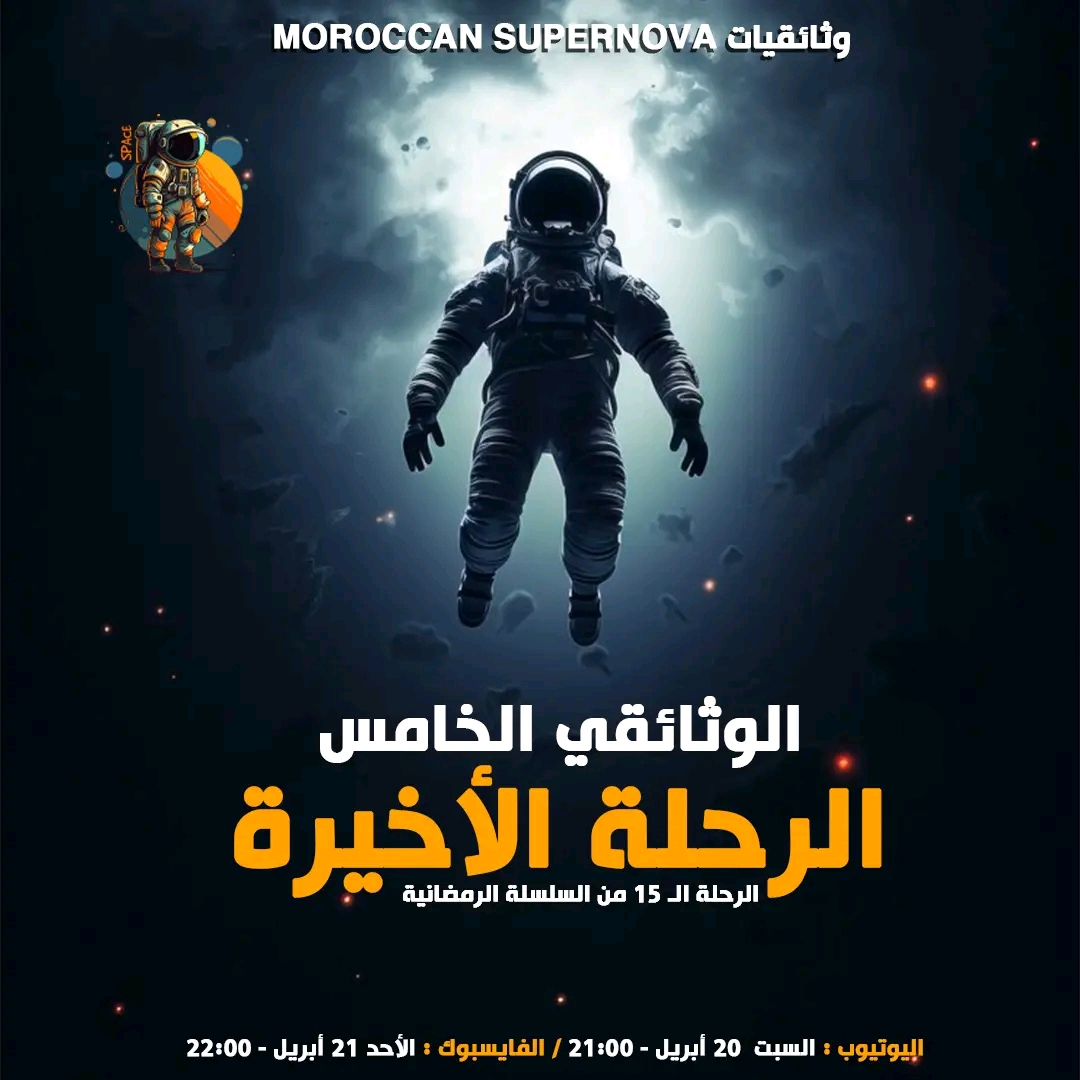 وثائقيات MOROCCAN SUPERNOVA
SPACE
الوثائقي الخامس
الرحلة الأخيرة
الرحلة الـ 15 من السلسلة الرمضانية
اليوتيوب : السبت 20 أبريل - 21:00 / الفايسبوك : الأحد 21 أبريل - 22:00